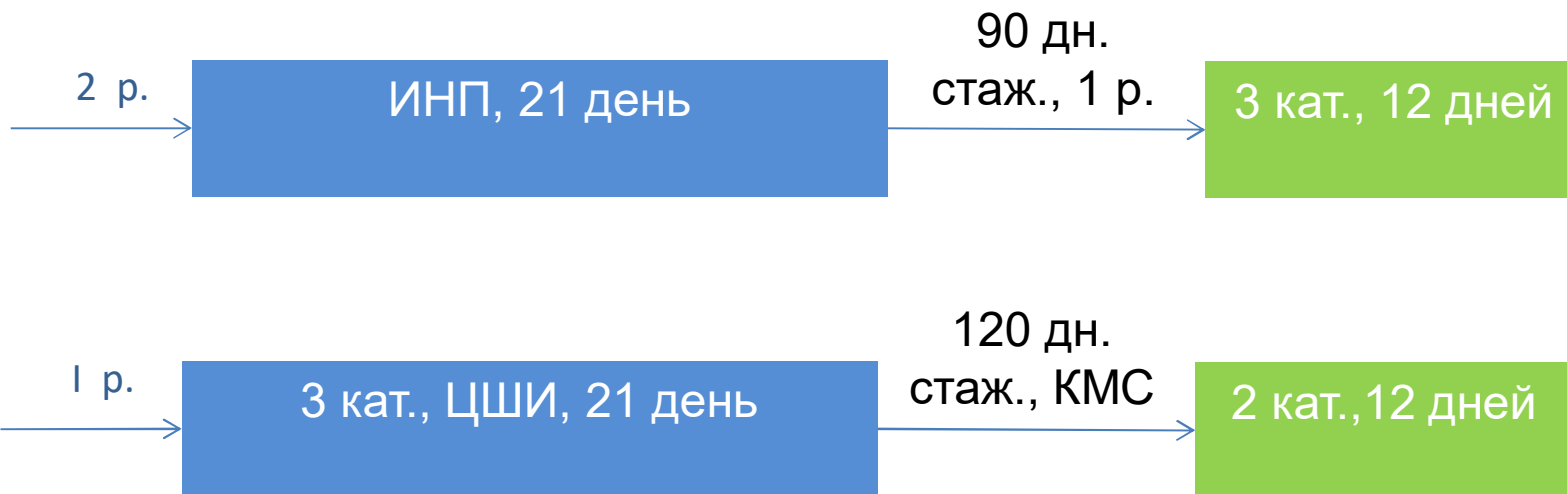 2 р.
ИНП, 21 день
90 дн.
стаж., 1 р.
3 кат., 12 дней
I р.
3 кат., ЦШИ, 21 день
120 дн.
стаж., КМС
2 кат.,12 дней